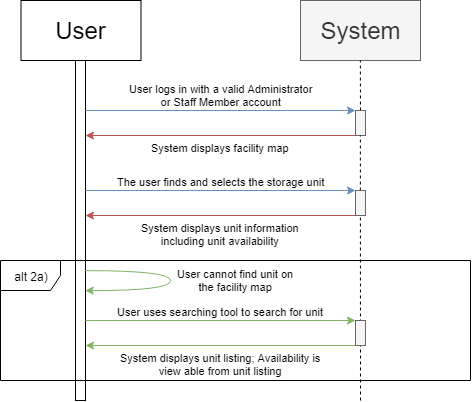 User
System
User logs in with a valid Administrator
or Staff Member account
System displays facility map
The user finds and selects the storage unit
System displays unit information
including unit availability
alt 2a)
User cannot find unit on
the facility map
User uses searching tool to search for unit
System displays unit listing; Availability is
view able from unit listing